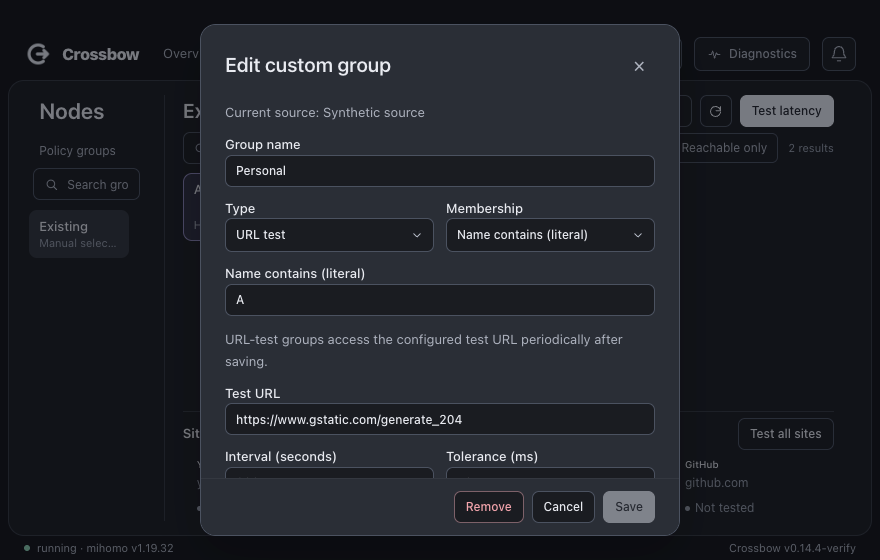 Crossbow
Overv
Diagnostics
Nodes
Policy groups
Search gro
Existing
Manual selec...
Ex
Test latency
Reachable only
2 results
Edit custom group
Current source: Synthetic source
Group name
Personal
Type
Membership
URL test
Name contains (literal)
Name contains (literal)
A
URL-test groups access the configured test URL periodically after
saving.
Test URL
https://www.gstatic.com/generate_204
Interval (seconds)
Tolerance (ms)
Remove
Cancel
Save
Sit
Test all sites
GitHub
github.com
Not tested
running · mihomo v1.19.32
Crossbow v0.14.4-verify